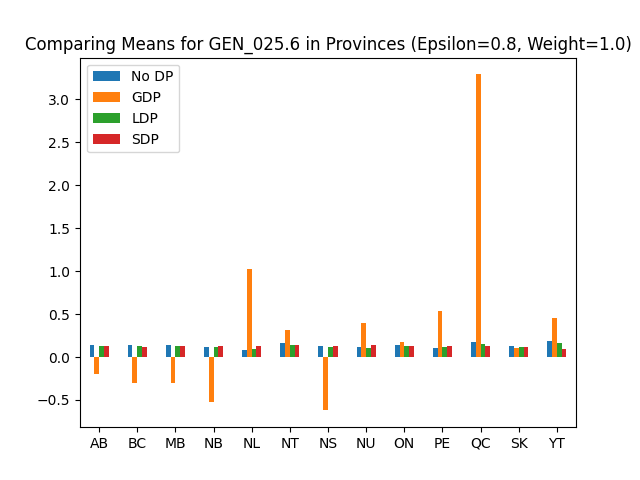 Comparing Means for GEN_025.6 in Provinces (Epsilon=0.8, Weight=1.0)
No DP
GDP
LDP
SDP
3.0
2.5
2.0
1.5
1.0
0.5
0.0
−0.5
AB BC MB NB NL NT NS NU ON PE QC SK YT